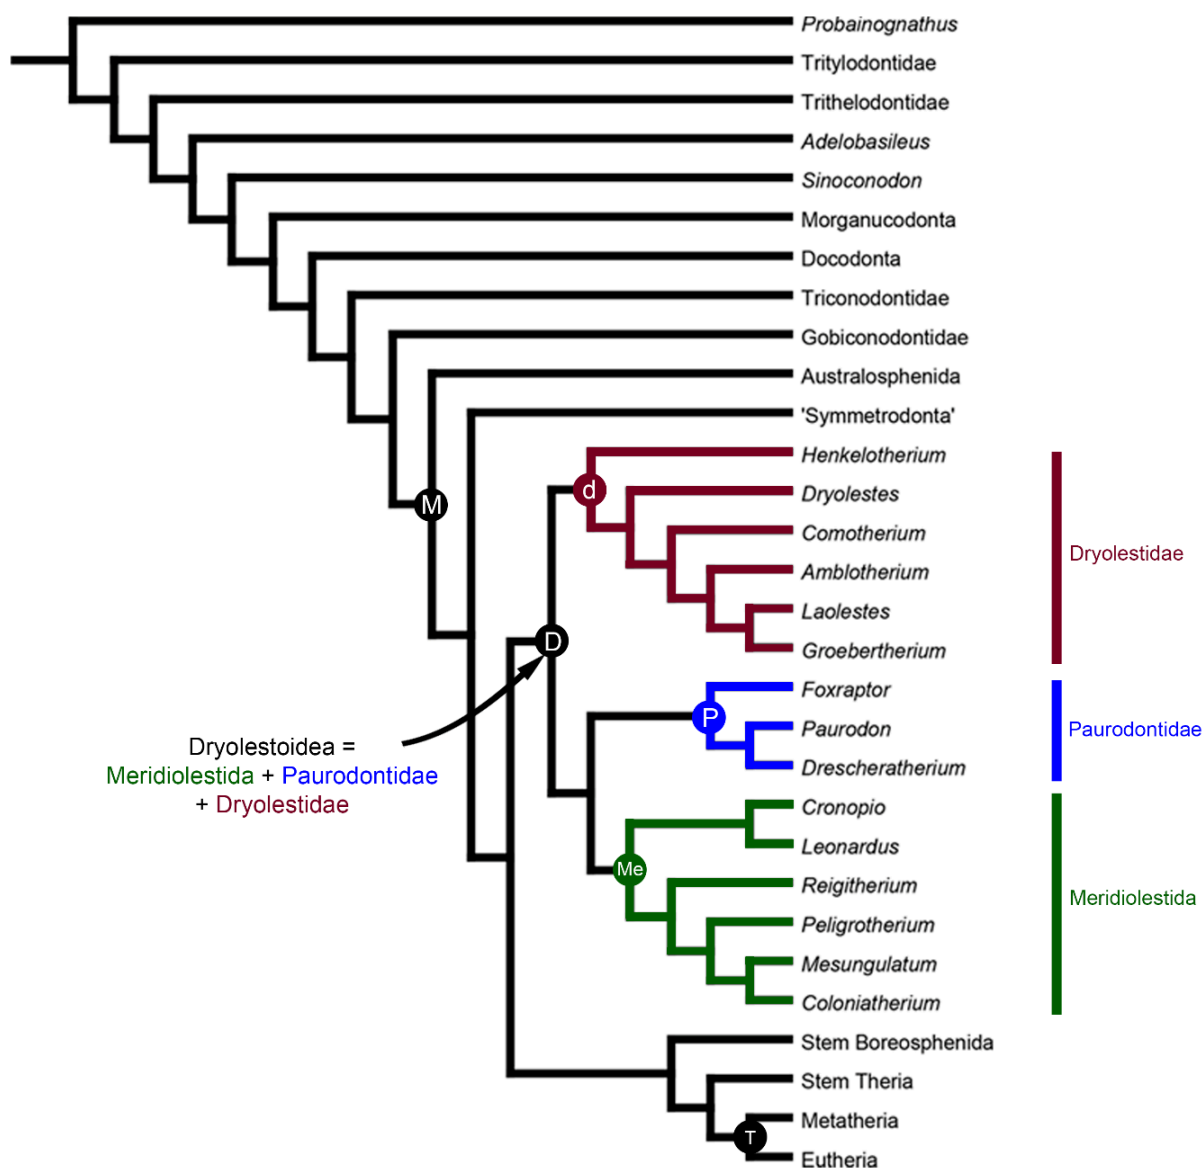 Probainognathus
Tritylodontidae
Trithelodontidae
Adelobasileus
Sinoconodon
Morganucodonta
Docodonta
Triconodontidae
Gobiconodontidae
Australosphenida
'Symmetrodonta'
Henkelotherium
d
Dryolestes
M
Comotherium
Dryolestidae
Amblotherium
Laolestes
D
Groebertherium
Foxraptor
P
Paurodon
Paurodontidae
Dryolestoidea =
Meridiolestida + Paurodontidae
+ Dryolestidae
Drescheratherium
Cronopio
Leonardus
Me
Reigitherium
Meridiolestida
Peligrotherium
Mesungulatum
Coloniatherium
Stem Boreosphenida
Stem Theria
Metatheria
T
Eutheria